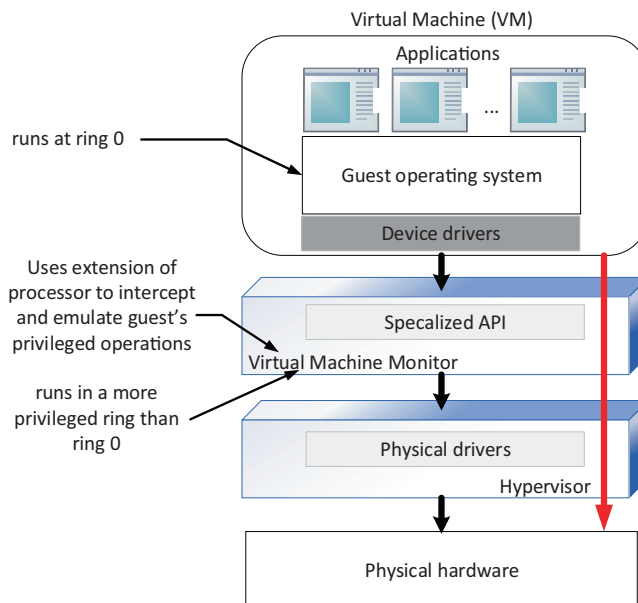 Virtual Machine (VM)
Applications
...
runs at ring 0
Guest operating system
Device drivers
Uses extension of
processor to intercept
and emulate guest's
privileged operations
Specalized API
Virtual Machine Monitor
runs in a more
privileged ring than
ring 0
Physical drivers
Hypervisor
Physical hardware